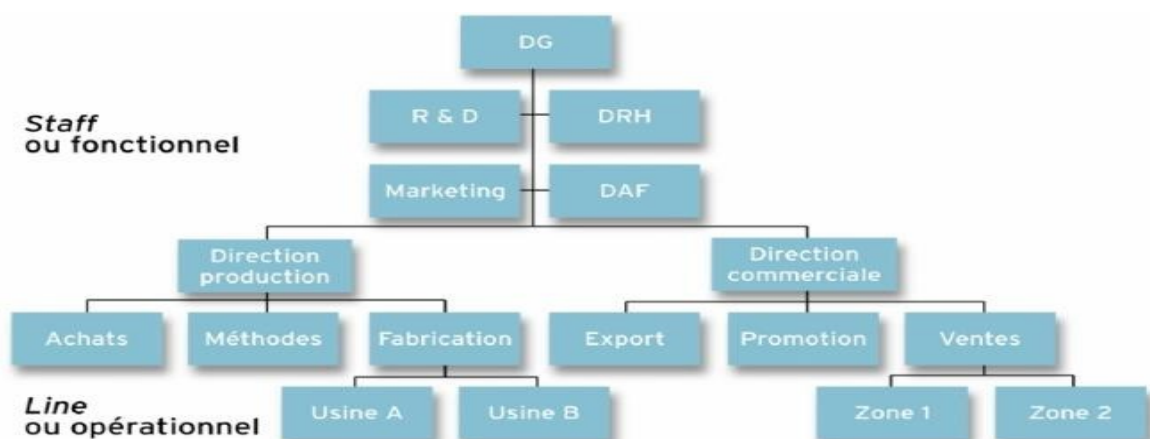 DG
R & D
DRH
Staff
ou fonctionnel
Marketing
DAF
Direction
production
Direction
commerciale
Achats
Méthodes
Fabrication
Export
Promotion
Ventes
Line
ou opérationnel
Usine A
Usine B
Zone 1
Zone 2